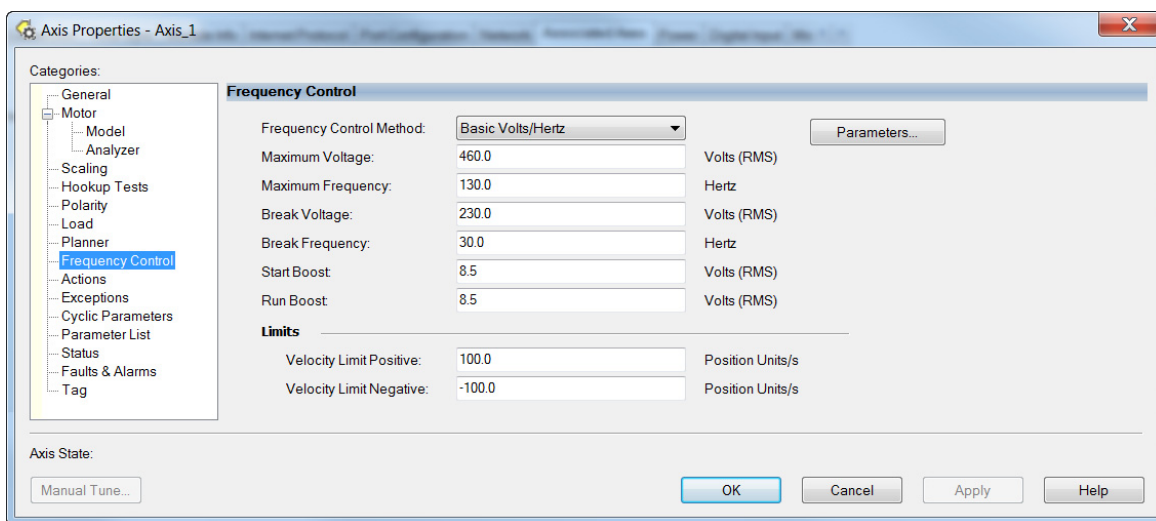 Axis Properties - Axis_1
X
Categories:
General
Motor
Model
Analyzer
Scaling
Hookup Tests
Polarity
Load
Planner
Frequency Control
Actions
Exceptions
Cyclic Parameters
Parameter List
Status
Faults & Alarms
Tag
Frequency Control
Frequency Control Method: Basic Volts/Hertz Parameters...
Maximum Voltage: 460.0 Volts (RMS)
Maximum Frequency: 130.0 Hertz
Break Voltage: 230.0 Volts (RMS)
Break Frequency: 30.0 Hertz
Start Boost: 8.5 Volts (RMS)
Run Boost: 8.5 Volts (RMS)
Limits
Velocity Limit Positive: 100.0 Position Units/s
Velocity Limit Negative: -100.0 Position Units/s
Axis State:
Manual Tune... OK Cancel Apply Help